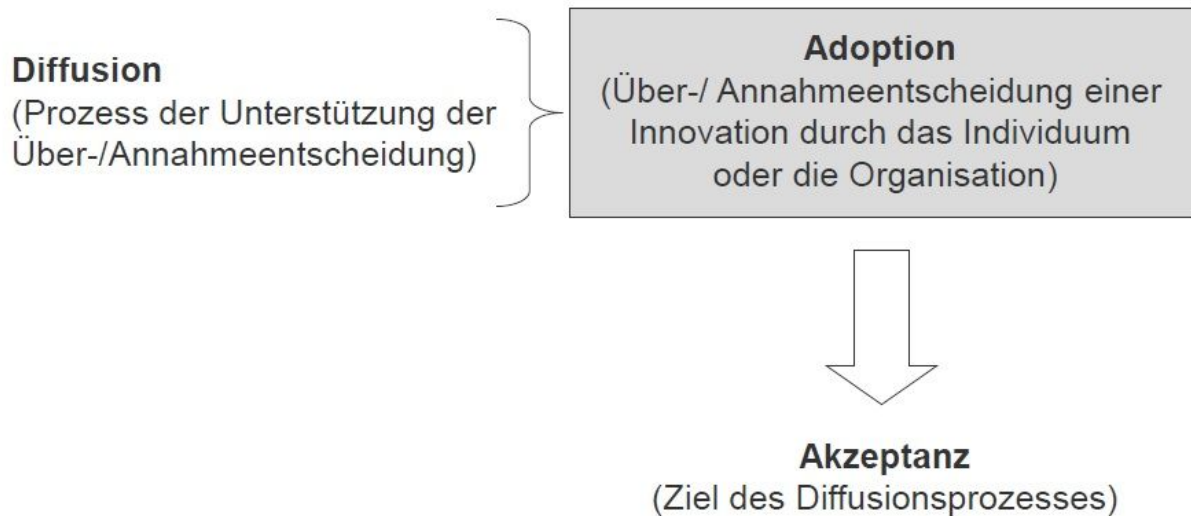 Diffusion
(Prozess der Unterstützung der
Über-/Annahmeentscheidung)
Adoption
(Über-/ Annahmeentscheidung einer
Innovation durch das Individuum
oder die Organisation)
Akzeptanz
(Ziel des Diffusionsprozesses)